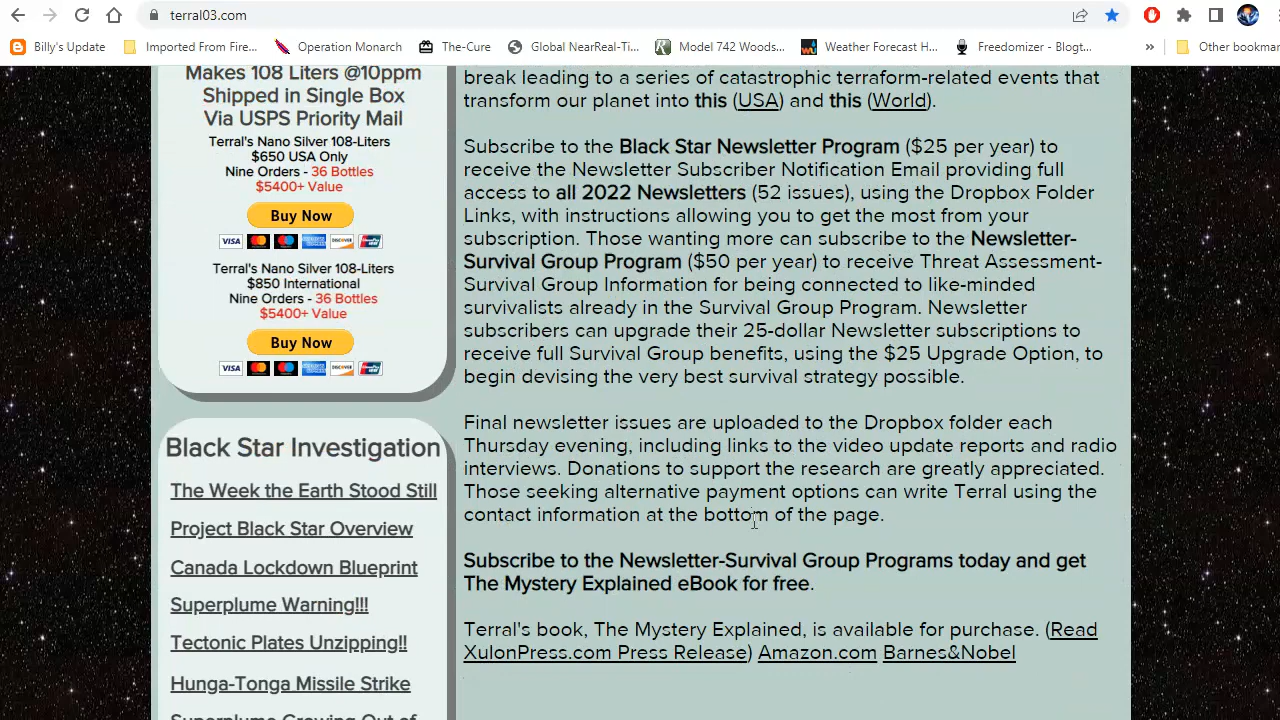 terral03.com
Billy's Update
Imported From Fire...
Operation Monarch
The-Cure
Global NearReal-Ti...
Model 742 Woods...
Weather Forecast H...
Freedomizer - Blogt...
»
Other bookmar
Makes 108 Liters @10ppm
Shipped in Single Box
Via USPS Priority Mail
Terral's Nano Silver 108-Liters
$650 USA Only
Nine Orders - 36 Bottles
$5400+ Value
Buy Now
VISA
Terral's Nano Silver 108-Liters
$850 International
Nine Orders - 36 Bottles
$5400+ Value
Buy Now
VISA
Black Star Investigation
The Week the Earth Stood Still
Project Black Star Overview
Canada Lockdown Blueprint
Superplume Warning!!!
Tectonic Plates Unzipping!!
Hunga-Tonga Missile Strike
Superplume Growing Out of
break leading to a series of catastrophic terraform-related events that
transform our planet into this (USA) and this (World).
Subscribe to the Black Star Newsletter Program ($25 per year) to
receive the Newsletter Subscriber Notification Email providing full
access to all 2022 Newsletters (52 issues), using the Dropbox Folder
Links, with instructions allowing you to get the most from your
subscription. Those wanting more can subscribe to the Newsletter-
Survival Group Program ($50 per year) to receive Threat Assessment-
Survival Group Information for being connected to like-minded
survivalists already in the Survival Group Program. Newsletter
subscribers can upgrade their 25-dollar Newsletter subscriptions to
receive full Survival Group benefits, using the $25 Upgrade Option, to
begin devising the very best survival strategy possible.
Final newsletter issues are uploaded to the Dropbox folder each
Thursday evening, including links to the video update reports and radio
interviews. Donations to support the research are greatly appreciated.
Those seeking alternative payment options can write Terral using the
contact information at the bottom of the page.
Subscribe to the Newsletter-Survival Group Programs today and get
The Mystery Explained eBook for free.
Terral's book, The Mystery Explained, is available for purchase. (Read
XulonPress.com Press Release) Amazon.com Barnes&Nobel